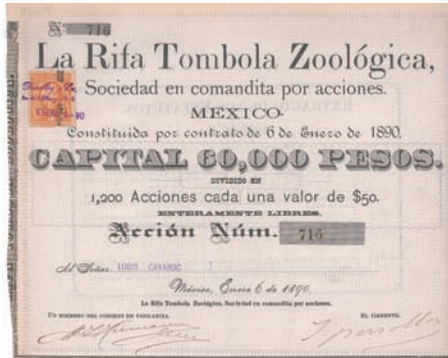 Nº 716
La Rifa Tombola Zoológica,
Sociedad en comandita por acciones.
MEXICO.
Constituida por contrato de 6 de Enero de 1890.
CAPITAL 60,000 PESOS.
DIVIDIDO EN
1,200 Acciones cada una valor de $50.
ENTERAMENTE LIBRES.
Acción Núm. 716
Al Señor LOUIS CAVAROC
México, Enero 6 de 1890.
La Rifa Tombola Zoológica, Sociedad en comandita por acciones.
UN MIEMBRO DEL CONSEJO DE VIGILANCIA. EL GERENTE.